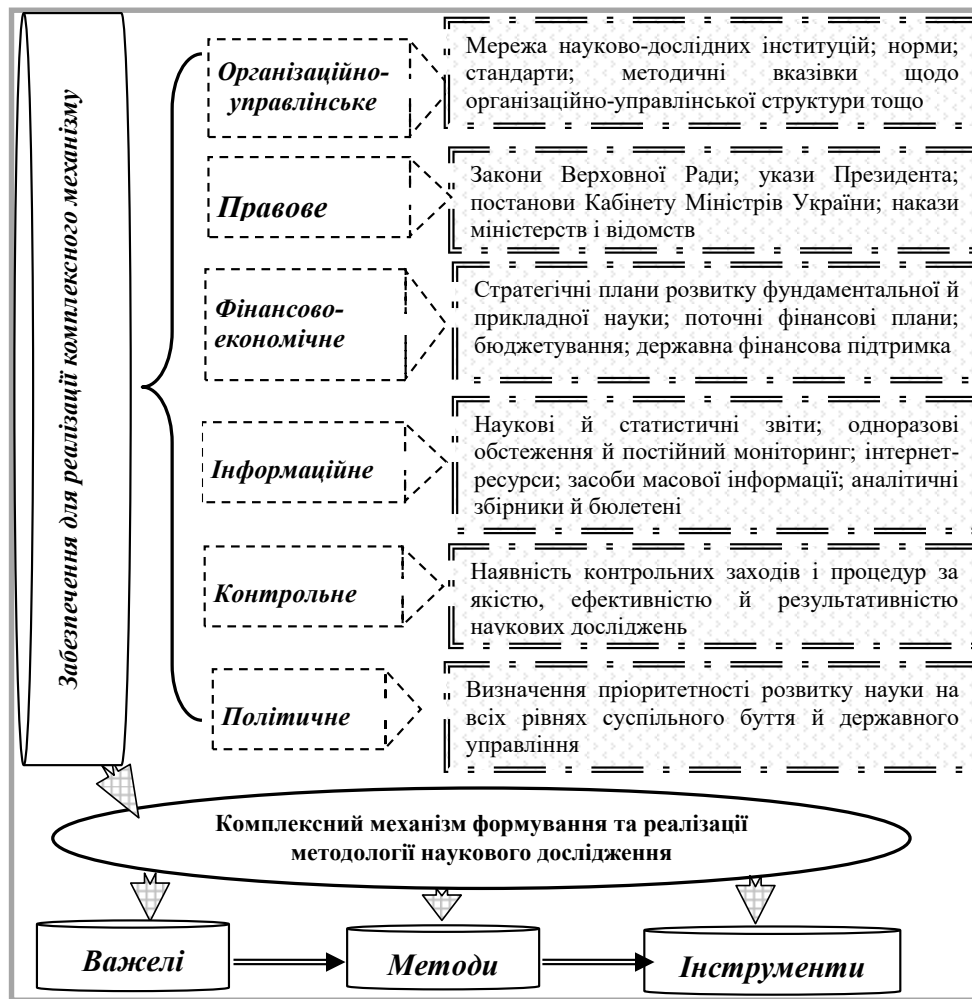 Забезпечення для реалізації комплексного механізму
Організаційно-
управлінське
Мережа науково-дослідних інституцій; норми;
стандарти; методичні вказівки щодо
організаційно-управлінської структури тощо
Правове
Закони Верховної Ради; укази Президента;
постанови Кабінету Міністрів України; накази
міністерств і відомств
Фінансово-
економічне
Стратегічні плани розвитку фундаментальної й
прикладної науки; поточні фінансові плани;
бюджетування; державна фінансова підтримка
Інформаційне
Наукові й статистичні звіти; одноразові
обстеження й постійний моніторинг; інтернет-
ресурси; засоби масової інформації; аналітичні
збірники й бюлетені
Контрольне
Наявність контрольних заходів і процедур за
якістю, ефективністю й результативністю
наукових досліджень
Політичне
Визначення пріоритетності розвитку науки на
всіх рівнях суспільного буття й державного
управління
Комплексний механізм формування та реалізації
методології наукового дослідження
Важелі
Методи
Інструменти